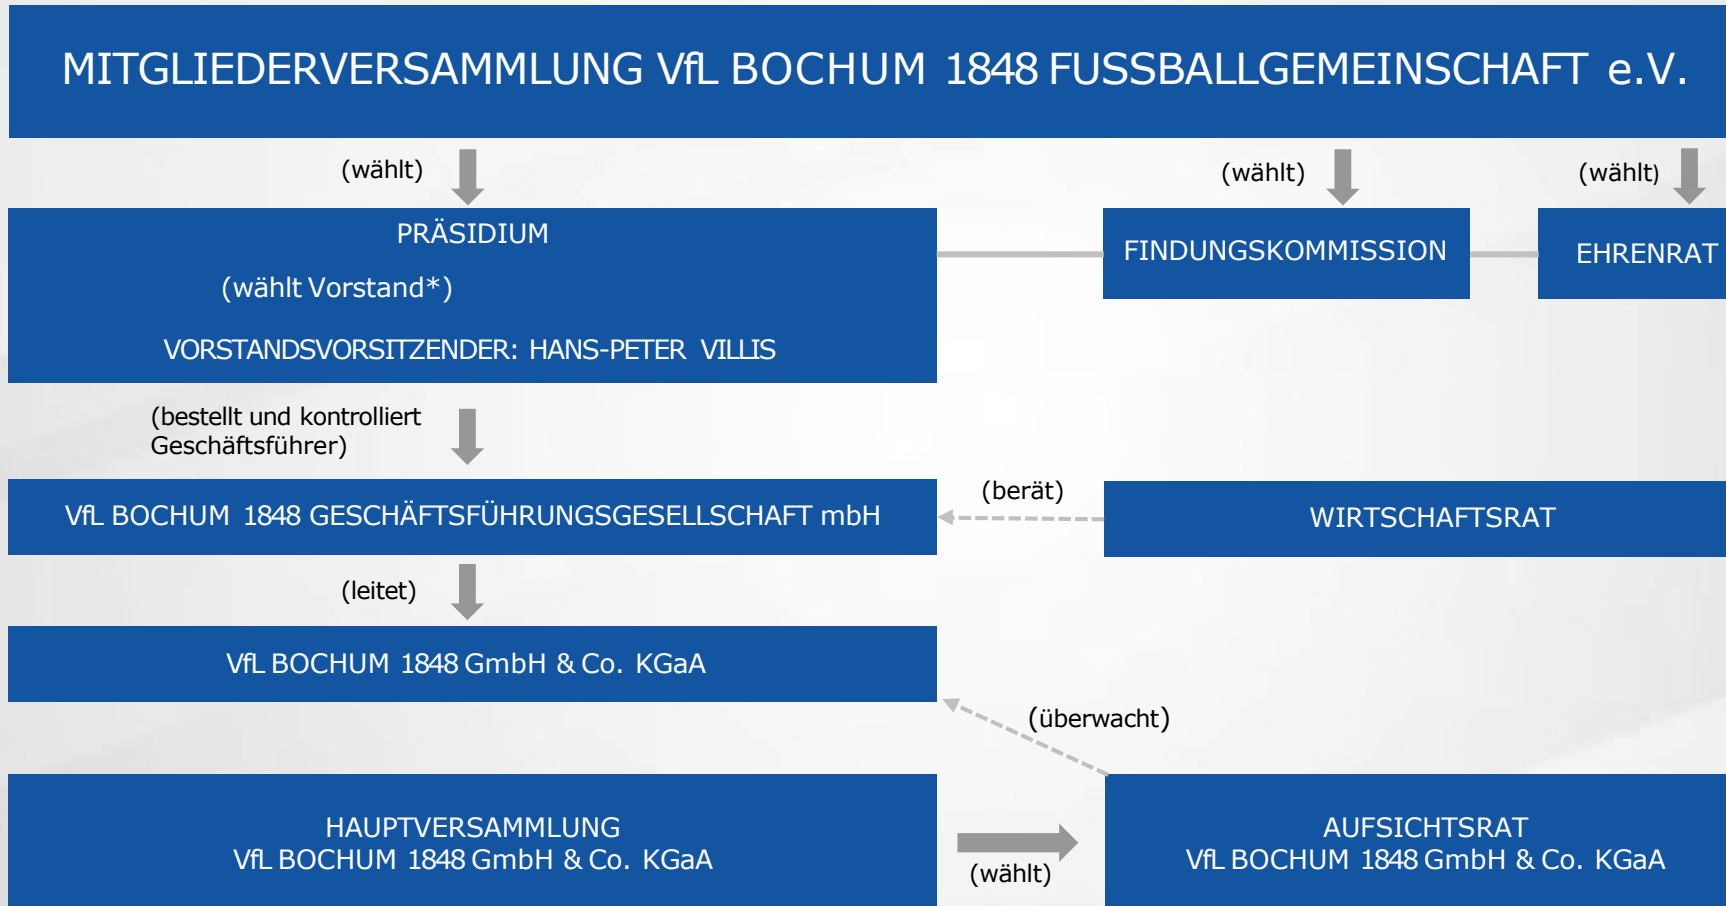 MITGLIEDERVERSAMMLUNG VfL BOCHUM 1848 FUSSBALLGEMEINSCHAFT e.V.
(wählt)
(wählt)
(wählt)
PRÄSIDIUM
(wählt Vorstand*)
VORSTANDSVORSITZENDER: HANS-PETER VILLIS
FINDUNGSKOMMISSION
EHRENRAT
(bestellt und kontrolliert
Geschäftsführer)
VfL BOCHUM 1848 GESCHÄFTSFÜHRUNGSGESELLSCHAFT mbH
(berät)
WIRTSCHAFTSRAT
(leitet)
VfL BOCHUM 1848 GmbH & Co. KGaA
(überwacht)
HAUPTVERSAMMLUNG
VfL BOCHUM 1848 GmbH & Co. KGaA
(wählt)
AUFSICHTSRAT
VfL BOCHUM 1848 GmbH & Co. KGaA